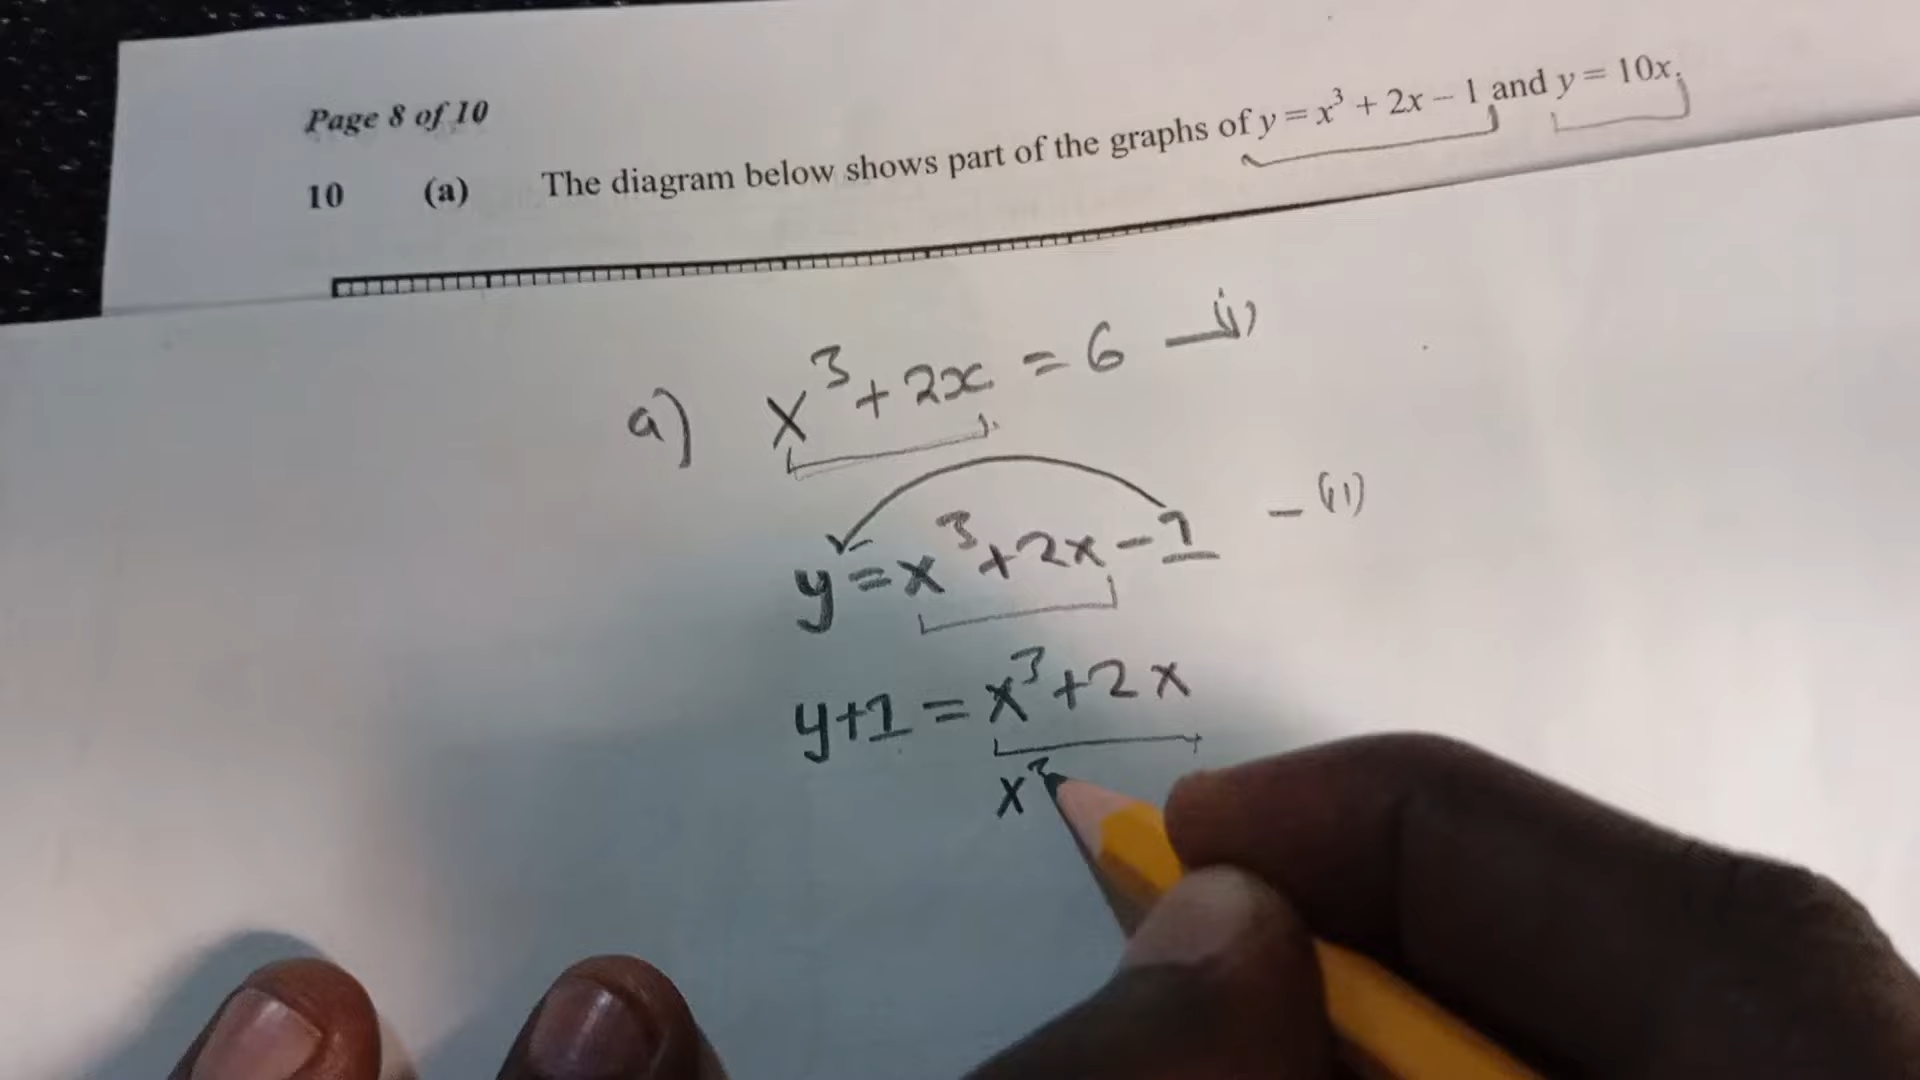 Page 8 of 10
10 (a) The diagram below shows part of the graphs of y = x³ + 2x − 1 and y = 10x.
a) x³ + 2x = 6 — (i)
y = x³ + 2x − 1 — (ii)
y + 1 = x³ + 2x
x³